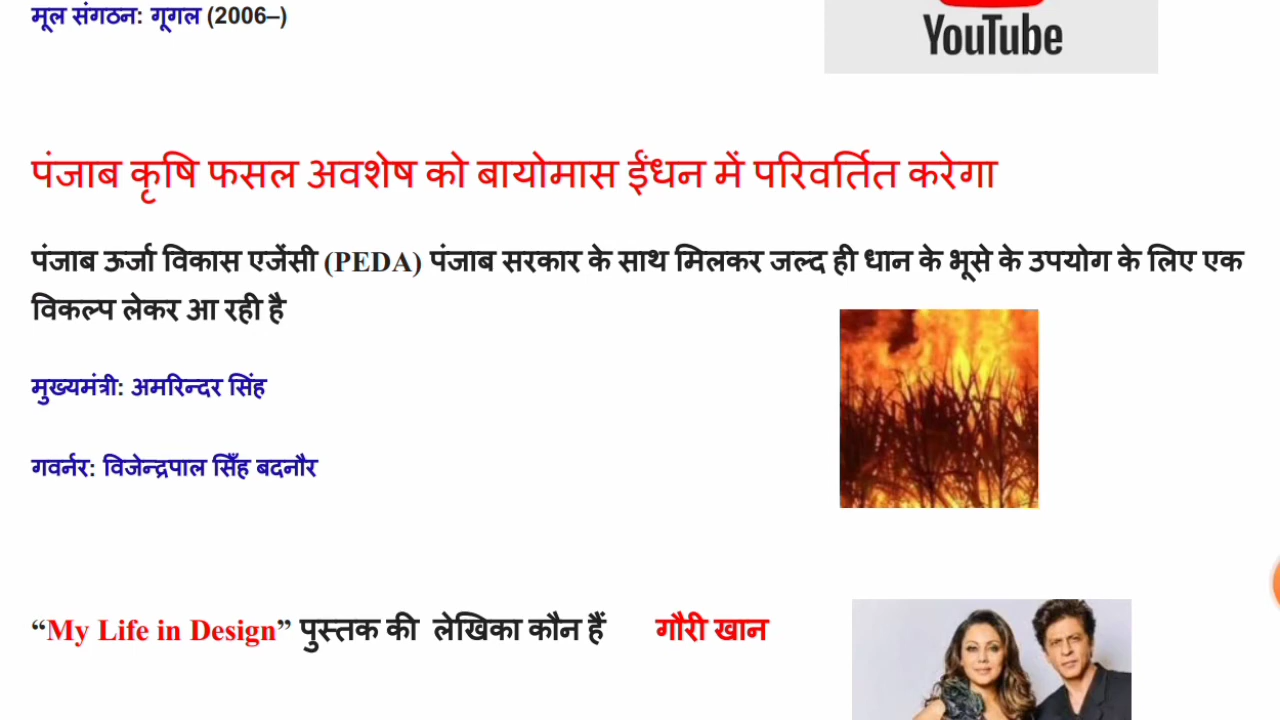 मूल संगठन: गूगल (2006–)
YouTube
पंजाब कृषि फसल अवशेष को बायोमास ईंधन में परिवर्तित करेगा
पंजाब ऊर्जा विकास एजेंसी (PEDA) पंजाब सरकार के साथ मिलकर जल्द ही धान के भूसे के उपयोग के लिए एक
विकल्प लेकर आ रही है
मुख्यमंत्री: अमरिन्दर सिंह
गवर्नर: विजेन्द्रपाल सिँह बदनौर
“My Life in Design” पुस्तक की लेखिका कौन हैं गौरी खान